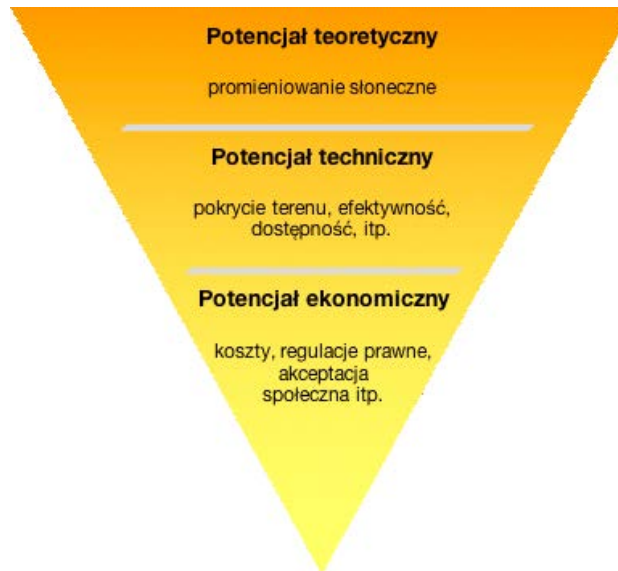 Potencjał teoretyczny
promieniowanie słoneczne
Potencjał techniczny
pokrycie terenu, efektywność,
dostępność, itp.
Potencjał ekonomiczny
koszty, regulacje prawne,
akceptacja
społeczna itp.